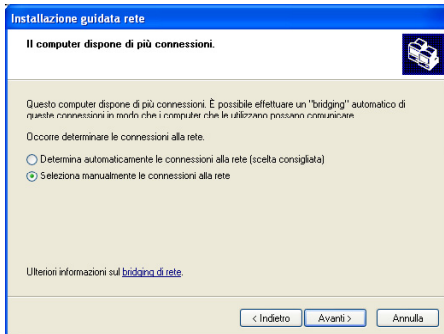 Installazione guidata rete
Il computer dispone di più connessioni.
Questo computer dispone di più connessioni. È possibile effettuare un "bridging" automatico di
queste connessioni in modo che i computer che le utilizzano possano comunicare.
Occorre determinare le connessioni alla rete.
Determina automaticamente le connessioni alla rete (scelta consigliata)
Seleziona manualmente le connessioni alla rete
Ulteriori informazioni sul bridging di rete.
< Indietro
Avanti >
Annulla